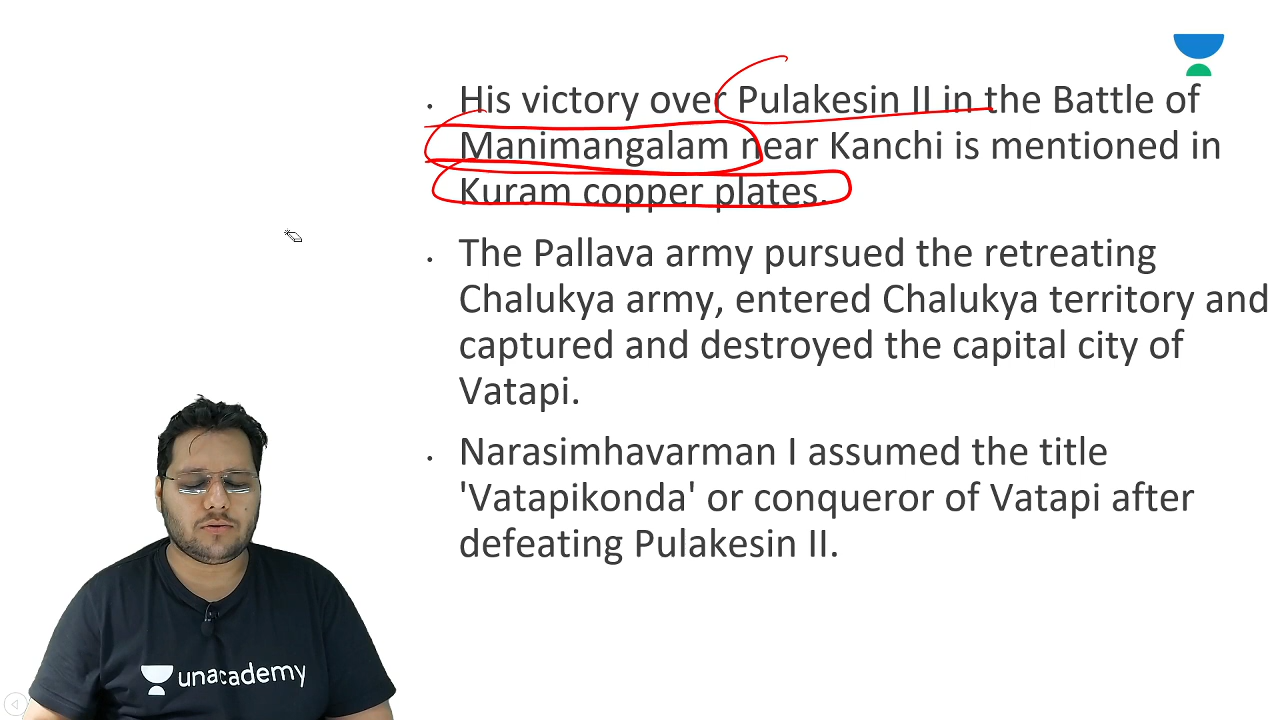 His victory over Pulakesin II in the Battle of
Manimangalam near Kanchi is mentioned in
Kuram copper plates.
The Pallava army pursued the retreating
Chalukya army, entered Chalukya territory and
captured and destroyed the capital city of
Vatapi.
Narasimhavarman I assumed the title
'Vatapikonda' or conqueror of Vatapi after
defeating Pulakesin II.
unacademy